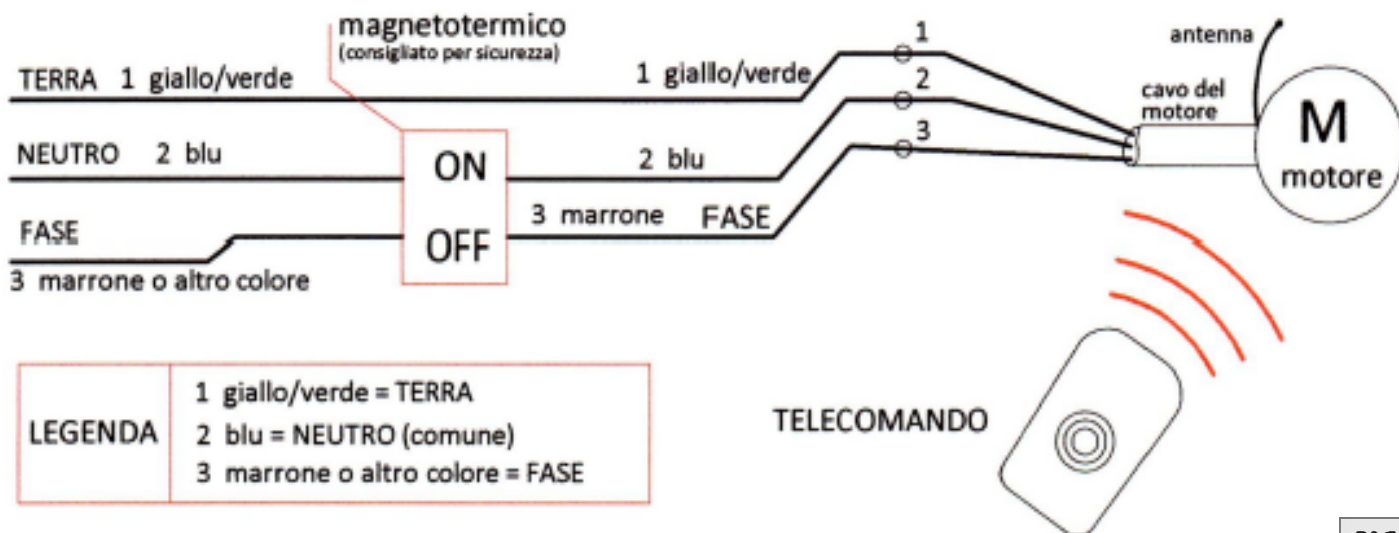 magnetotermico
(consigliato per sicurezza)
TERRA 1 giallo/verde
1 giallo/verde
1
antenna
2
cavo del
motore
M
motore
NEUTRO 2 blu
ON
2 blu
3
FASE
OFF
3 marrone FASE
3 marrone o altro colore
LEGENDA
1 giallo/verde = TERRA
2 blu = NEUTRO (comune)
3 marrone o altro colore = FASE
TELECOMANDO